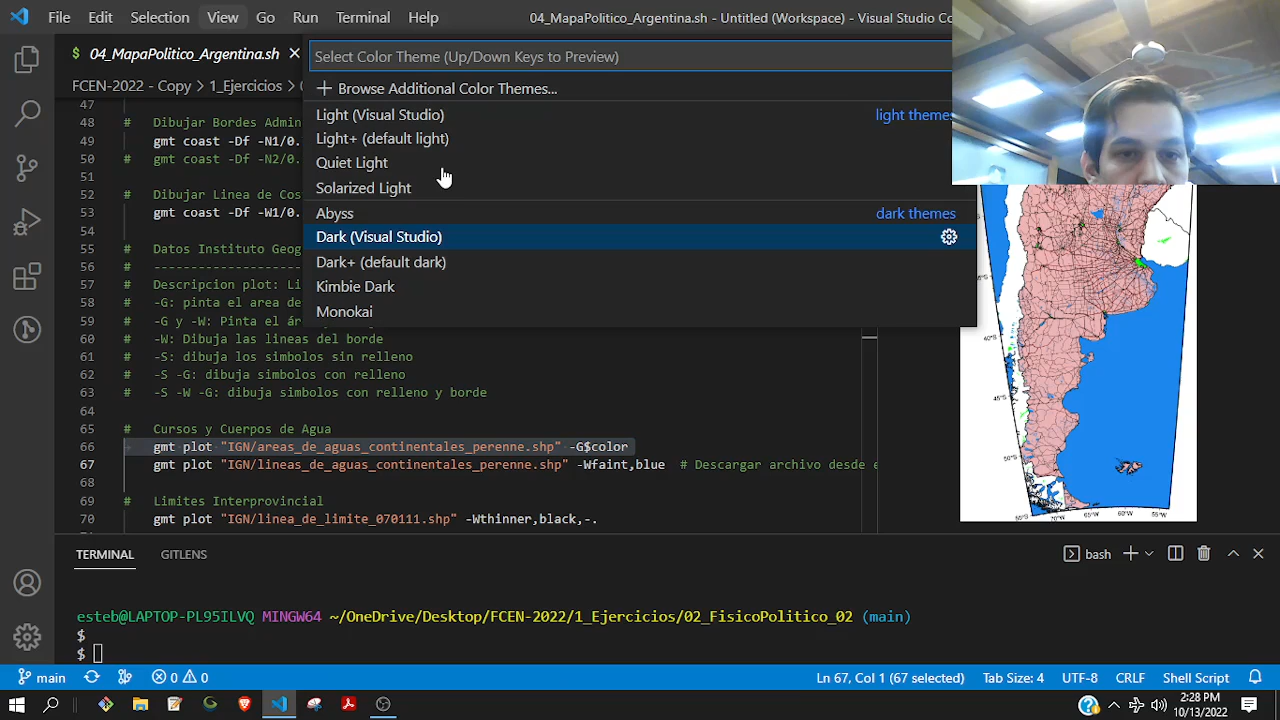 File Edit Selection View Go Run Terminal Help 04_MapaPolitico_Argentina.sh - Untitled (Workspace) - Visual Studio Co
$ 04_MapaPolitico_Argentina.sh
Select Color Theme (Up/Down Keys to Preview)
FCEN-2022 - Copy > 1_Ejercicios >
Browse Additional Color Themes...
Light (Visual Studio) light themes
Light+ (default light)
Quiet Light
Solarized Light
Abyss dark themes
Dark (Visual Studio)
Dark+ (default dark)
Kimbie Dark
Monokai
47
48 # Dibujar Bordes Admin
49 gmt coast -Df -N1/0.
50 # gmt coast -Df -N2/0.
51
52 # Dibujar Linea de Cos
53 gmt coast -Df -W1/0.
54
55 # Datos Instituto Geog
56 # -----------------
57 # Descripcion plot: Li
58 # -G: pinta el area de
59 # -G y -W: Pinta el ár
60 # -W: Dibuja las lineas del borde
61 # -S: dibuja los simbolos sin relleno
62 # -S -G: dibuja simbolos con relleno
63 # -S -W -G: dibuja simbolos con relleno y borde
64
65 # Cursos y Cuerpos de Agua
66 gmt plot "IGN/areas_de_aguas_continentales_perenne.shp" -G$color
67 gmt plot "IGN/lineas_de_aguas_continentales_perenne.shp" -Wfaint,blue # Descargar archivo desde e
68
69 # Limites Interprovincial
70 gmt plot "IGN/linea_de_limite_070111.shp" -Wthinner,black,-.
40°S
45°S
50°S
55°S 70°W 65°W 60°W 55°W
TERMINAL GITLENS bash
esteb@LAPTOP-PL95ILVQ MINGW64 ~/OneDrive/Desktop/FCEN-2022/1_Ejercicios/02_FisicoPolitico_02 (main)
$
$
main 0 0 Ln 67, Col 1 (67 selected) Tab Size: 4 UTF-8 CRLF Shell Script
2:28 PM
10/13/2022